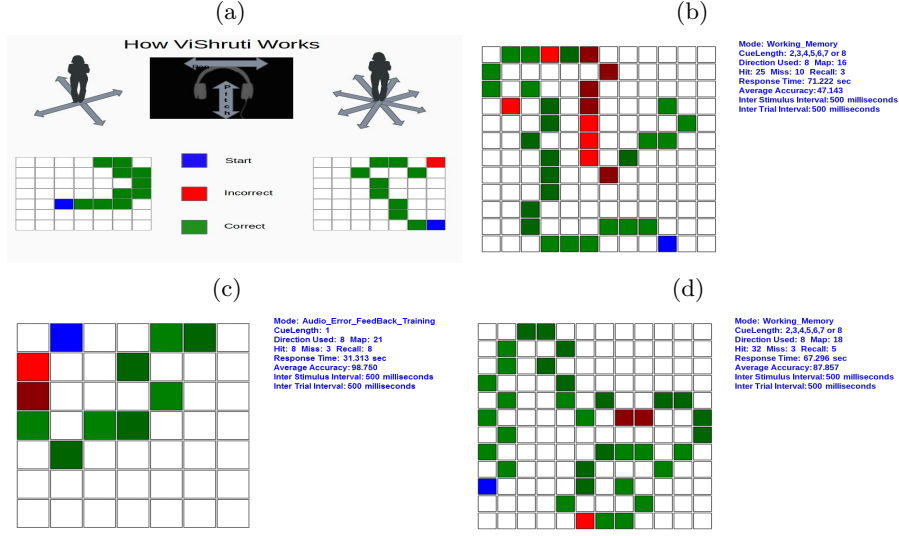 (a)
How ViShruti Works
Pitch
Start
Incorrect
Correct
(b)
Mode: Working_Memory
CueLength: 2,3,4,5,6,7 or 8
Direction Used: 8 Map: 16
Hit: 25 Miss: 10 Recall: 3
Response Time: 71.222 sec
Average Accuracy:47.143
Inter Stimulus Interval:500 milliseconds
Inter Trial Interval:500 milliseconds
(c)
Mode: Audio_Error_FeedBack_Training
CueLength: 1
Direction Used: 8 Map: 21
Hit: 8 Miss: 3 Recall: 8
Response Time: 31.313 sec
Average Accuracy: 98.750
Inter Stimulus Interval:500 milliseconds
Inter Trial Interval:500 milliseconds
(d)
Mode: Working_Memory
CueLength: 2,3,4,5,6,7 or 8
Direction Used: 8 Map: 18
Hit: 32 Miss: 3 Recall: 5
Response Time: 67.296 sec
Average Accuracy:87.857
Inter Stimulus Interval:500 milliseconds
Inter Trial Interval:500 milliseconds